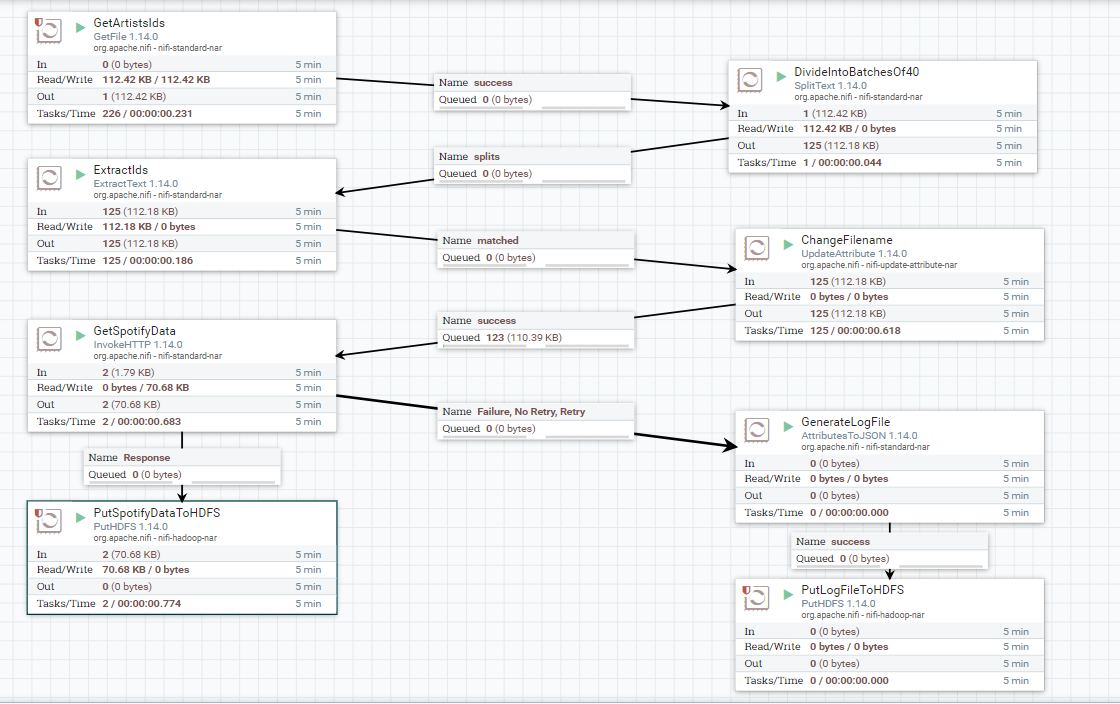 GetArtistsIds
GetFile 1.14.0
org.apache.nifi - nifi-standard-nar
In 0 (0 bytes) 5 min
Read/Write 112.42 KB / 112.42 KB 5 min
Out 1 (112.42 KB) 5 min
Tasks/Time 226 / 00:00:00.231 5 min
Name success
Queued 0 (0 bytes)
DivideIntoBatchesOf40
SplitText 1.14.0
org.apache.nifi - nifi-standard-nar
In 1 (112.42 KB) 5 min
Read/Write 112.42 KB / 0 bytes 5 min
Out 125 (112.18 KB) 5 min
Tasks/Time 1 / 00:00:00.044 5 min
Name splits
Queued 0 (0 bytes)
ExtractIds
ExtractText 1.14.0
org.apache.nifi - nifi-standard-nar
In 125 (112.18 KB) 5 min
Read/Write 112.18 KB / 0 bytes 5 min
Out 125 (112.18 KB) 5 min
Tasks/Time 125 / 00:00:00.186 5 min
Name matched
Queued 0 (0 bytes)
ChangeFilename
UpdateAttribute 1.14.0
org.apache.nifi - nifi-update-attribute-nar
In 125 (112.18 KB) 5 min
Read/Write 0 bytes / 0 bytes 5 min
Out 125 (112.18 KB) 5 min
Tasks/Time 125 / 00:00:00.618 5 min
Name success
Queued 123 (110.39 KB)
GetSpotifyData
InvokeHTTP 1.14.0
org.apache.nifi - nifi-standard-nar
In 2 (1.79 KB) 5 min
Read/Write 0 bytes / 70.68 KB 5 min
Out 2 (70.68 KB) 5 min
Tasks/Time 2 / 00:00:00.683 5 min
Name Failure, No Retry, Retry
Queued 0 (0 bytes)
GenerateLogFile
AttributesToJSON 1.14.0
org.apache.nifi - nifi-standard-nar
In 0 (0 bytes) 5 min
Read/Write 0 bytes / 0 bytes 5 min
Out 0 (0 bytes) 5 min
Tasks/Time 0 / 00:00:00.000 5 min
Name Response
Queued 0 (0 bytes)
PutSpotifyDataToHDFS
PutHDFS 1.14.0
org.apache.nifi - nifi-hadoop-nar
In 2 (70.68 KB) 5 min
Read/Write 70.68 KB / 0 bytes 5 min
Out 0 (0 bytes) 5 min
Tasks/Time 2 / 00:00:00.774 5 min
Name success
Queued 0 (0 bytes)
PutLogFileToHDFS
PutHDFS 1.14.0
org.apache.nifi - nifi-hadoop-nar
In 0 (0 bytes) 5 min
Read/Write 0 bytes / 0 bytes 5 min
Out 0 (0 bytes) 5 min
Tasks/Time 0 / 00:00:00.000 5 min